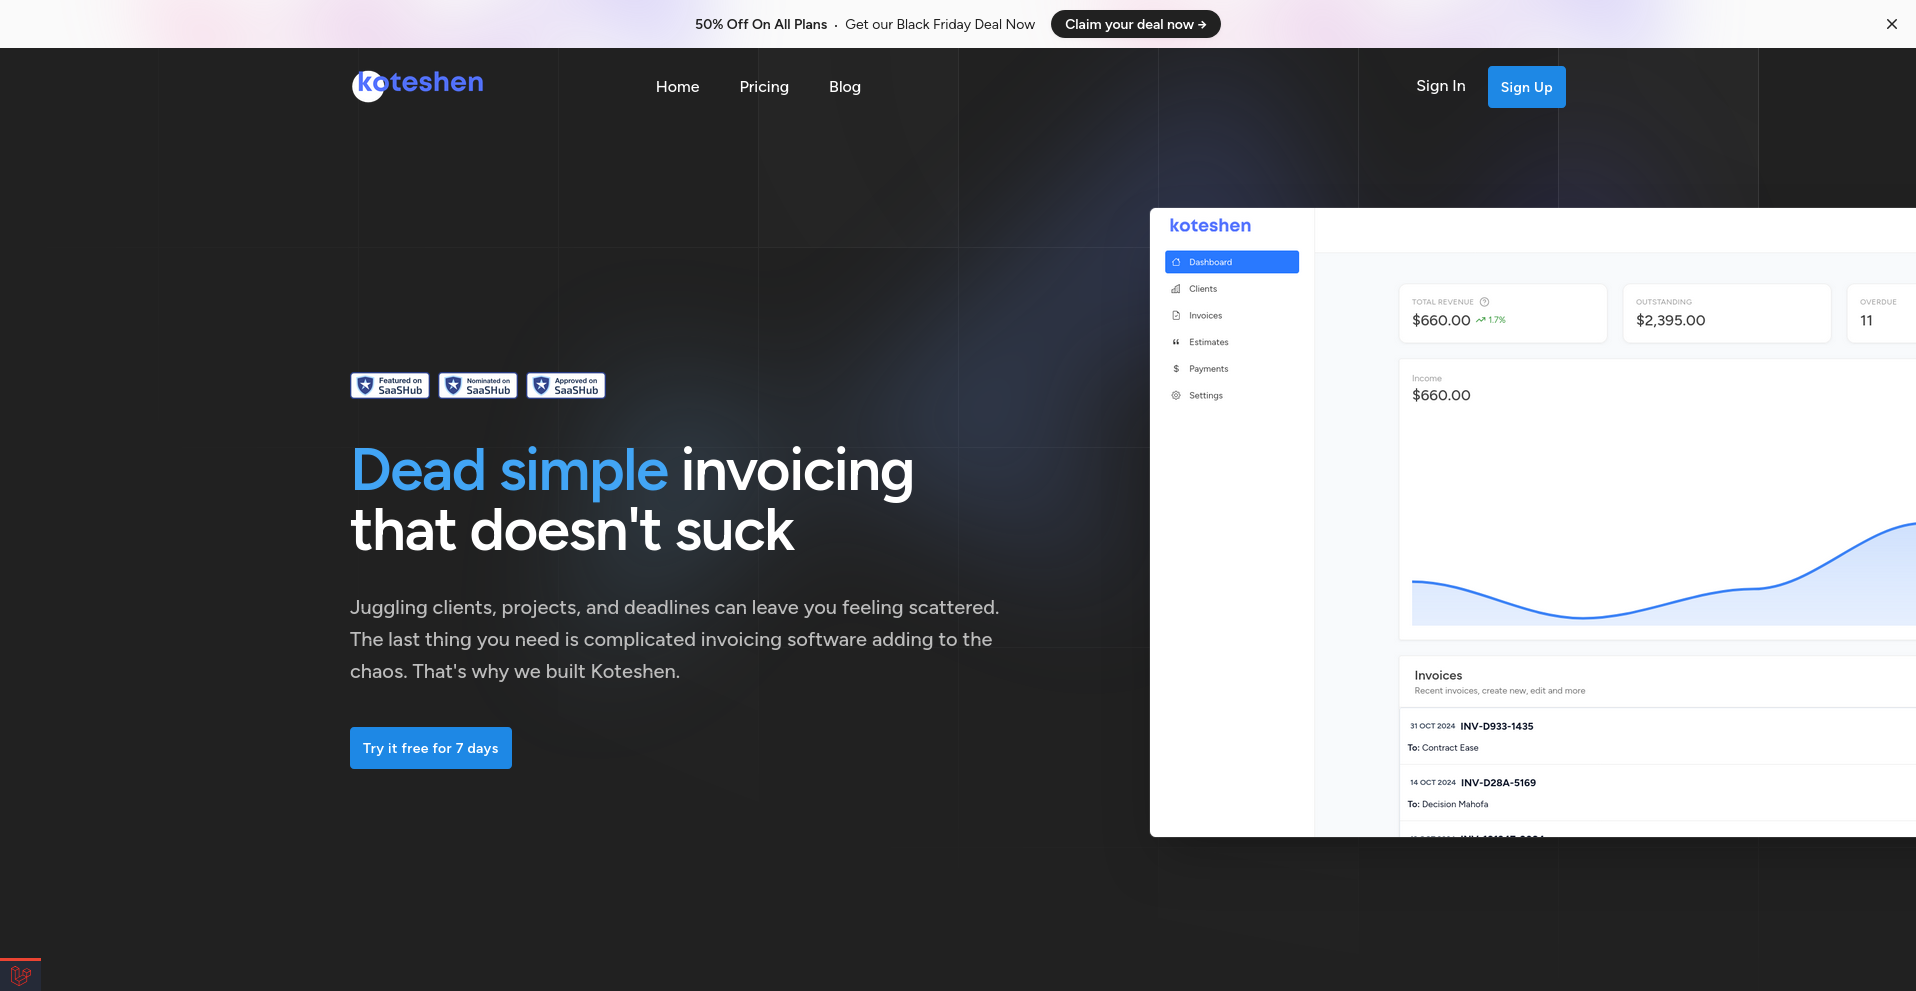 50% Off On All Plans · Get our Black Friday Deal Now Claim your deal now →
koteshen
Home Pricing Blog
Sign In Sign Up
Featured on SaaSHub
Nominated on SaaSHub
Approved on SaaSHub
Dead simple invoicing
that doesn't suck
Juggling clients, projects, and deadlines can leave you feeling scattered.
The last thing you need is complicated invoicing software adding to the
chaos. That's why we built Koteshen.
Try it free for 7 days
koteshen
Dashboard
Clients
Invoices
Estimates
Payments
Settings
TOTAL REVENUE
$660.00 1.7%
OUTSTANDING
$2,395.00
OVERDUE
11
Income
$660.00
Invoices
Recent invoices, create new, edit and more
31 OCT 2024 INV-D933-1435
To: Contract Ease
14 OCT 2024 INV-D28A-5169
To: Decision Mahofa